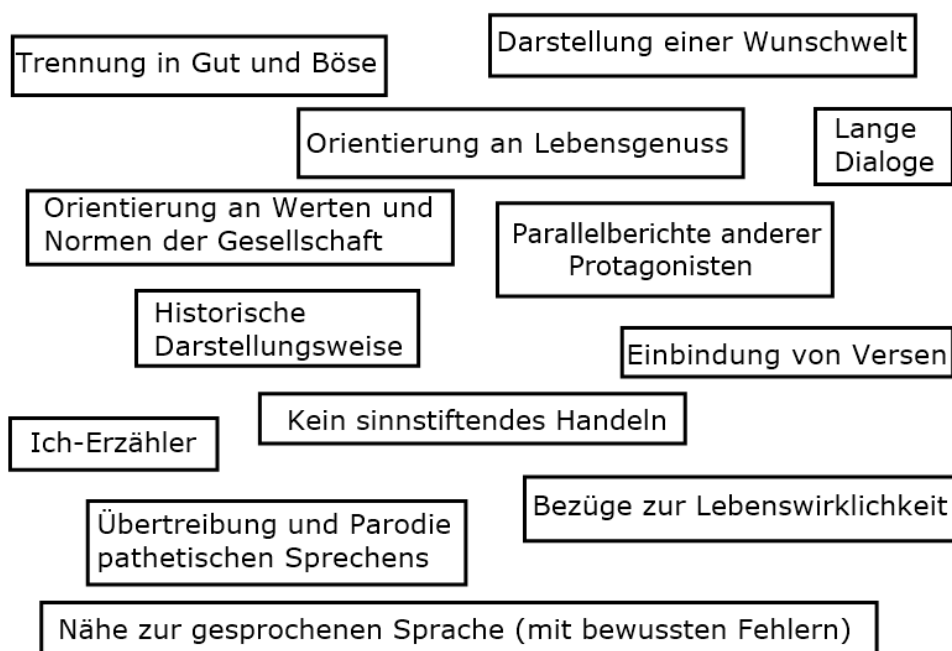 Darstellung einer Wunschwelt
Trennung in Gut und Böse
Orientierung an Lebensgenuss
Lange
Dialoge
Orientierung an Werten und
Normen der Gesellschaft
Parallelberichte anderer
Protagonisten
Historische
Darstellungsweise
Einbindung von Versen
Kein sinnstiftendes Handeln
Ich-Erzähler
Bezüge zur Lebenswirklichkeit
Übertreibung und Parodie
pathetischen Sprechens
Nähe zur gesprochenen Sprache (mit bewussten Fehlern)